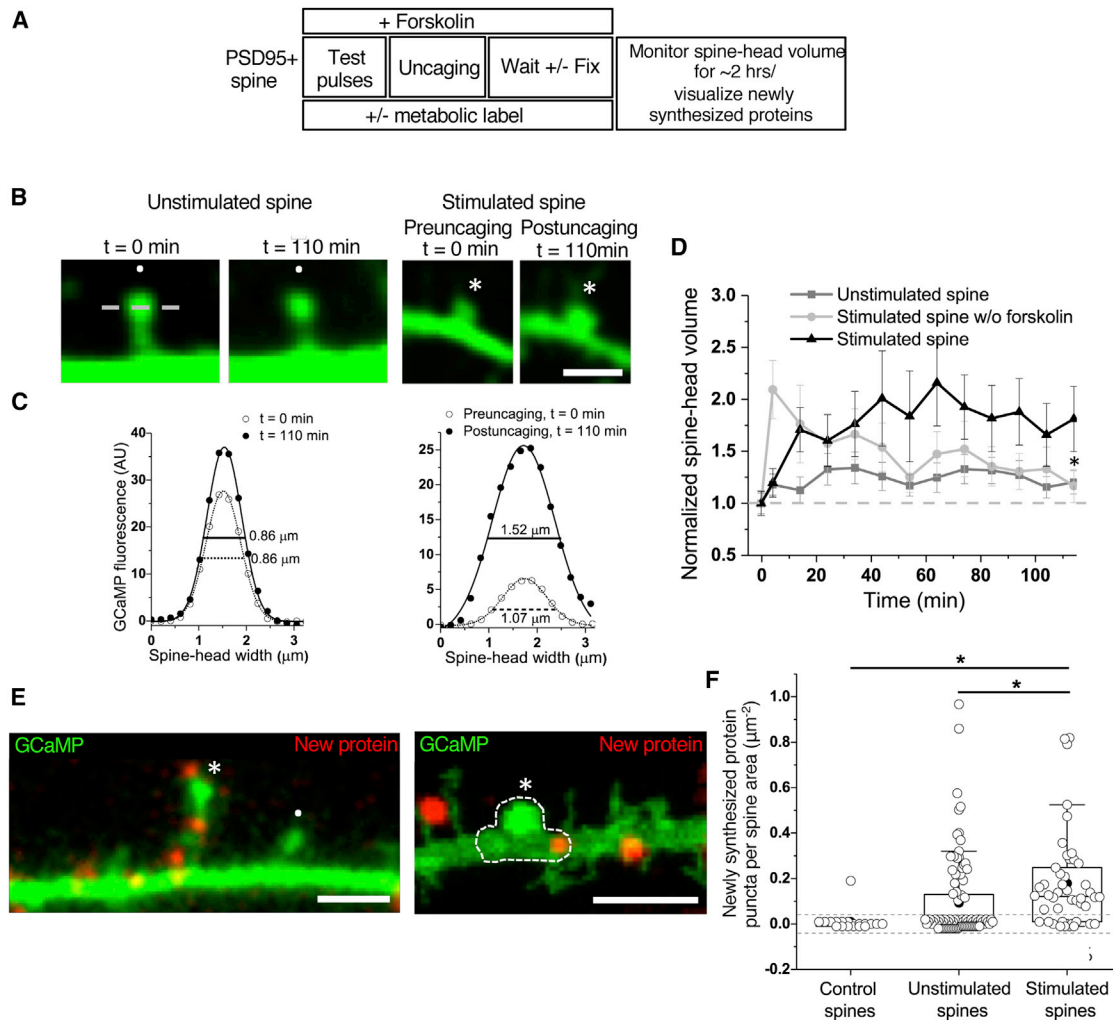 A
+ Forskolin
PSD95+
spine
Test
pulses
Uncaging
Wait +/- Fix
+/- metabolic label
Monitor spine-head volume
for ~2 hrs/
visualize newly
synthesized proteins
B
Unstimulated spine
t = 0 min
t = 110 min
Stimulated spine
Preuncaging
t = 0 min
Postuncaging
t = 110min
*
*
C
t = 0 min
t = 110 min
GCaMP fluorescence (AU)
40
30
20
10
0
0.86 μm
0.86 μm
0 1 2 3
Spine-head width (μm)
Preuncaging, t = 0 min
Postuncaging, t = 110 min
25
20
15
10
5
0
1.52 μm
1.07 μm
0 1 2 3
Spine-head width (μm)
D
Normalized spine-head volume
3.0
2.5
2.0
1.5
1.0
0.5
Unstimulated spine
Stimulated spine w/o forskolin
Stimulated spine
*
0 20 40 60 80 100
Time (min)
E
GCaMP
New protein
*
GCaMP
New protein
*
F
Newly synthesized protein
puncta per spine area (μm-2)
1.0
0.8
0.6
0.4
0.2
0.0
-0.2
*
*
Control
spines
Unstimulated
spines
Stimulated
spines